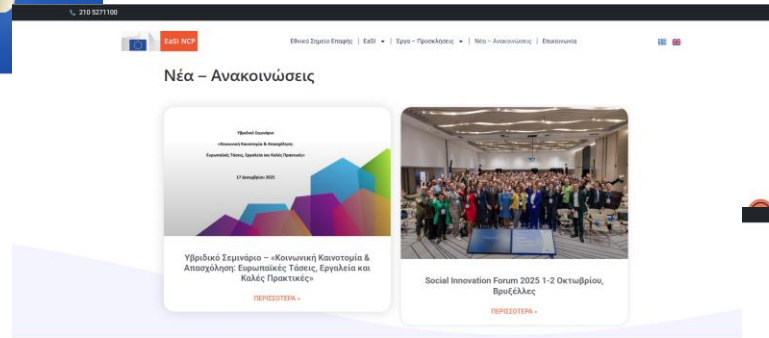 210 5271100
EaSI NCP
Εθνικό Σημείο Επαφής | EaSI | Έργα – Προσκλήσεις | Νέα – Ανακοινώσεις | Επικοινωνία
Νέα – Ανακοινώσεις
Υβριδικό Σεμινάριο
«Κοινωνική Καινοτομία & Απασχόληση:
Ευρωπαϊκές Τάσεις, Εργαλεία και Καλές Πρακτικές»
17 Δεκεμβρίου 2025
Υβριδικό Σεμινάριο – «Κοινωνική Καινοτομία &
Απασχόληση: Ευρωπαϊκές Τάσεις, Εργαλεία και
Καλές Πρακτικές»
ΠΕΡΙΣΣΟΤΕΡΑ »
Social Innovation Forum 2025 1-2 Οκτωβρίου,
Βρυξέλλες
ΠΕΡΙΣΣΟΤΕΡΑ »